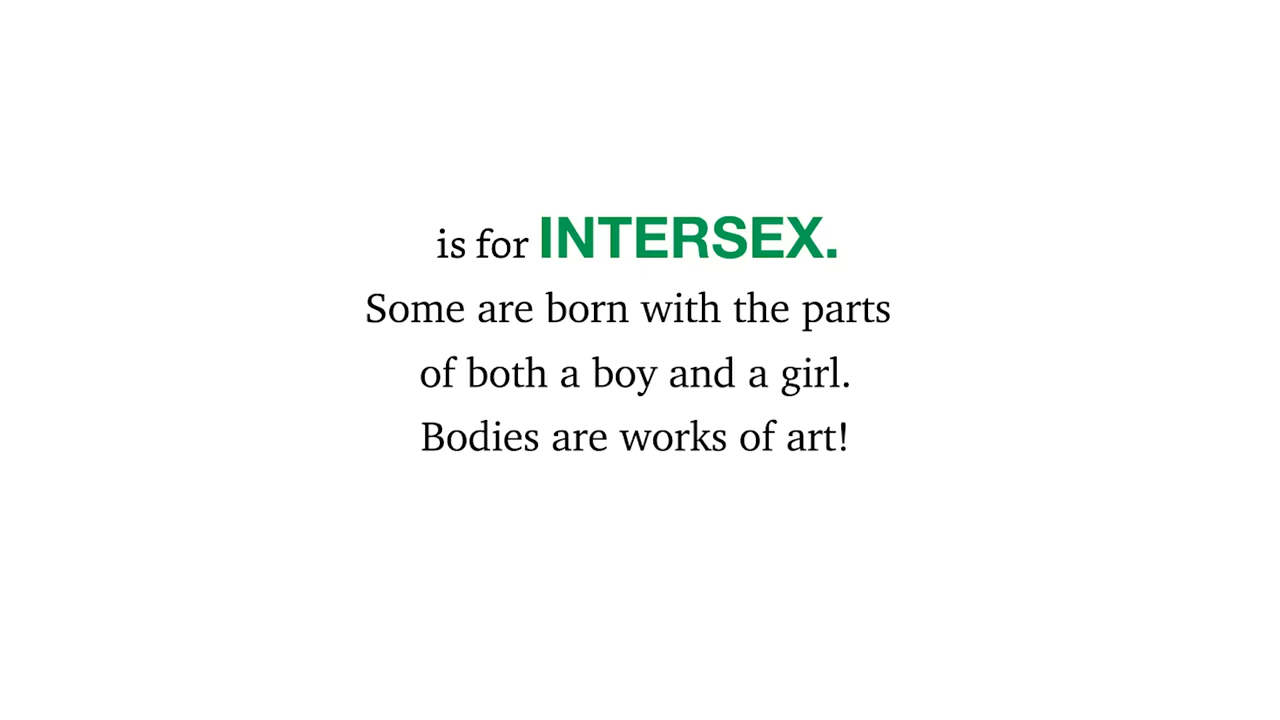 is for INTERSEX.
Some are born with the parts
of both a boy and a girl.
Bodies are works of art!